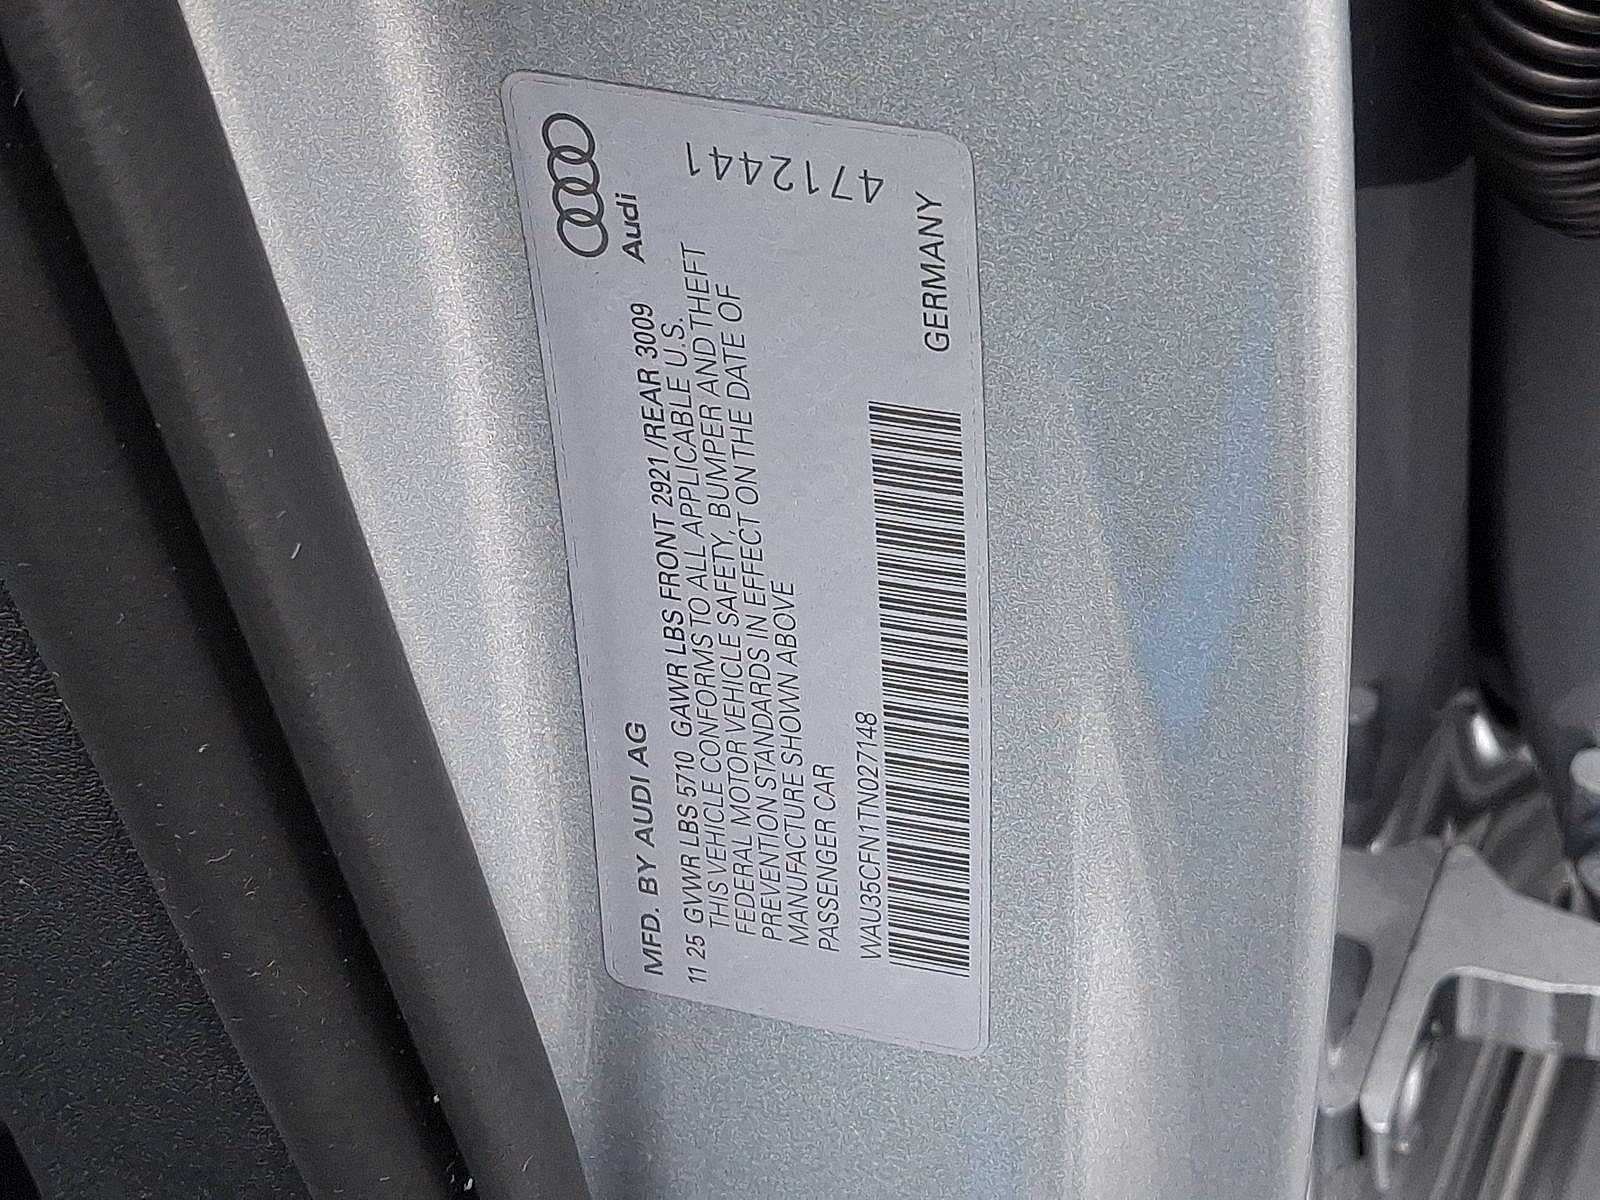 Audi
MFD. BY AUDI AG
11 25 GVWR LBS 5710 GAWR LBS FRONT 2921 /REAR 3009
THIS VEHICLE CONFORMS TO ALL APPLICABLE U.S.
FEDERAL MOTOR VEHICLE SAFETY, BUMPER AND THEFT
PREVENTION STANDARDS IN EFFECT ON THE DATE OF
MANUFACTURE SHOWN ABOVE
PASSENGER CAR
4712441
WAU35CFN1TN027148
GERMANY